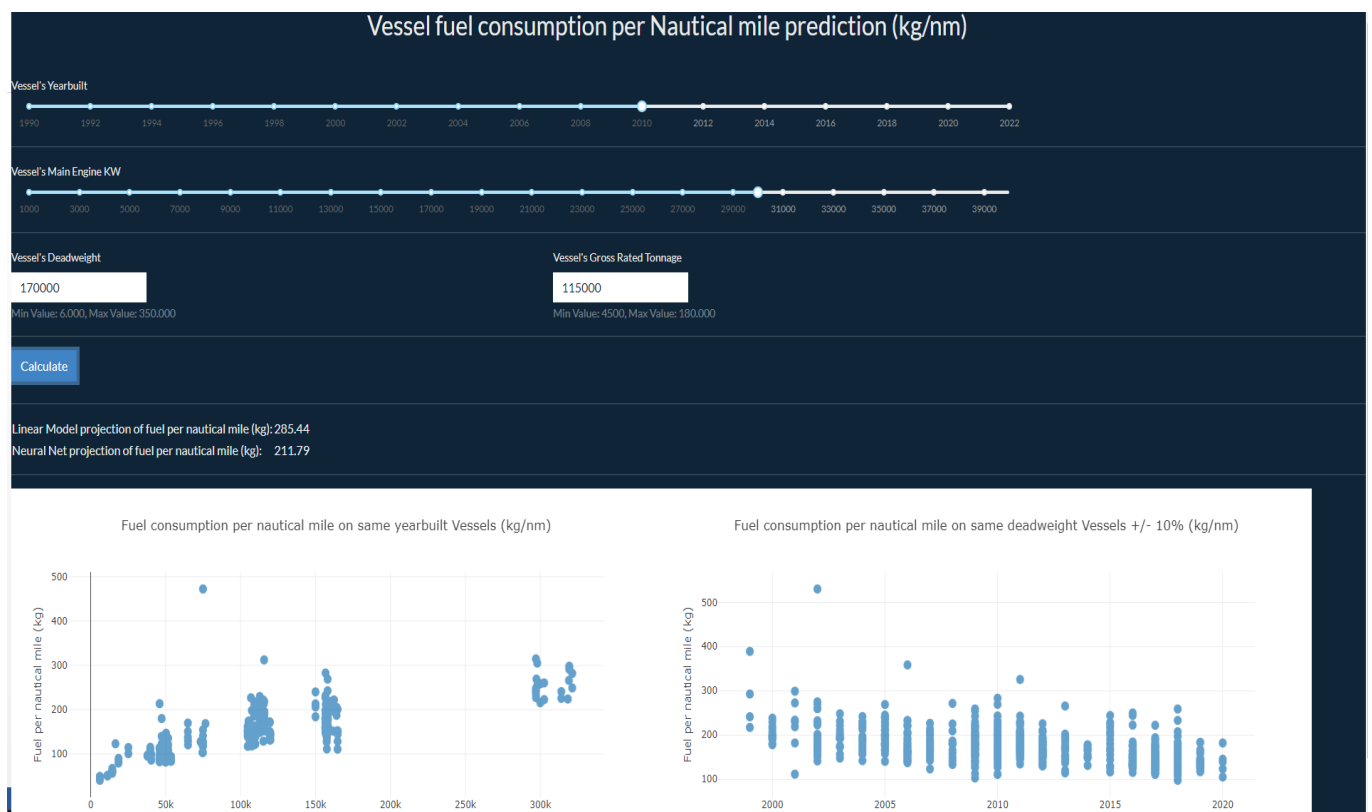 Vessel fuel consumption per Nautical mile prediction (kg/nm)
Vessel's Yearbuilt
1990 1992 1994 1996 1998 2000 2002 2004 2006 2008 2010 2012 2014 2016 2018 2020 2022
Vessel's Main Engine KW
1000 3000 5000 7000 9000 11000 13000 15000 17000 19000 21000 23000 25000 27000 29000 31000 33000 35000 37000 39000
Vessel's Deadweight Vessel's Gross Rated Tonnage
170000 115000
Min Value: 6.000, Max Value: 350.000 Min Value: 4500, Max Value: 180.000
Calculate
Linear Model projection of fuel per nautical mile (kg): 285.44
Neural Net projection of fuel per nautical mile (kg): 211.79
Fuel consumption per nautical mile on same yearbuilt Vessels (kg/nm)
500
400
300
200
100
Fuel per nautical mile (kg)
0 50k 100k 150k 200k 250k 300k
Fuel consumption per nautical mile on same deadweight Vessels +/- 10% (kg/nm)
500
400
300
200
100
Fuel per nautical mile (kg)
2000 2005 2010 2015 2020